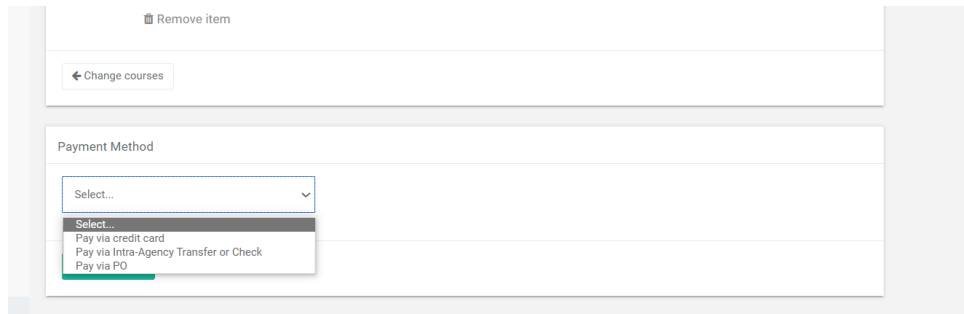 Remove item
Change courses
Payment Method
Select...
Select...
Pay via credit card
Pay via Intra-Agency Transfer or Check
Pay via PO